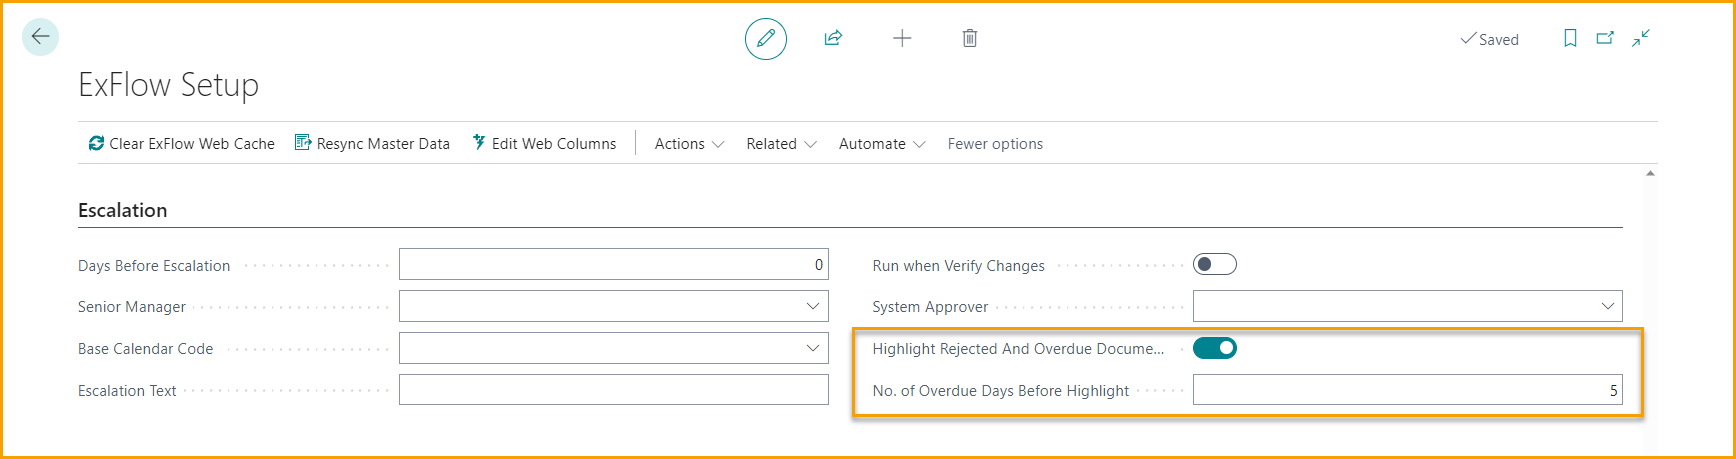 Saved
ExFlow Setup
Clear ExFlow Web Cache Resync Master Data Edit Web Columns Actions Related Automate Fewer options
Escalation
Days Before Escalation 0
Senior Manager
Base Calendar Code
Escalation Text
Run when Verify Changes
System Approver
Highlight Rejected And Overdue Docume...
No. of Overdue Days Before Highlight 5